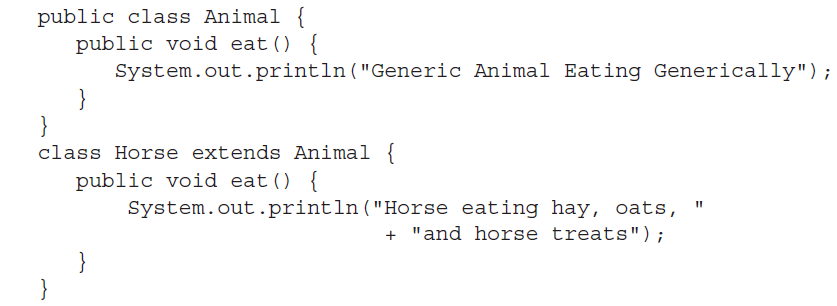 public class Animal {
   public void eat() {
      System.out.println("Generic Animal Eating Generically");
   }
}
class Horse extends Animal {
   public void eat() {
       System.out.println("Horse eating hay, oats, "
                           + "and horse treats");
   }
}